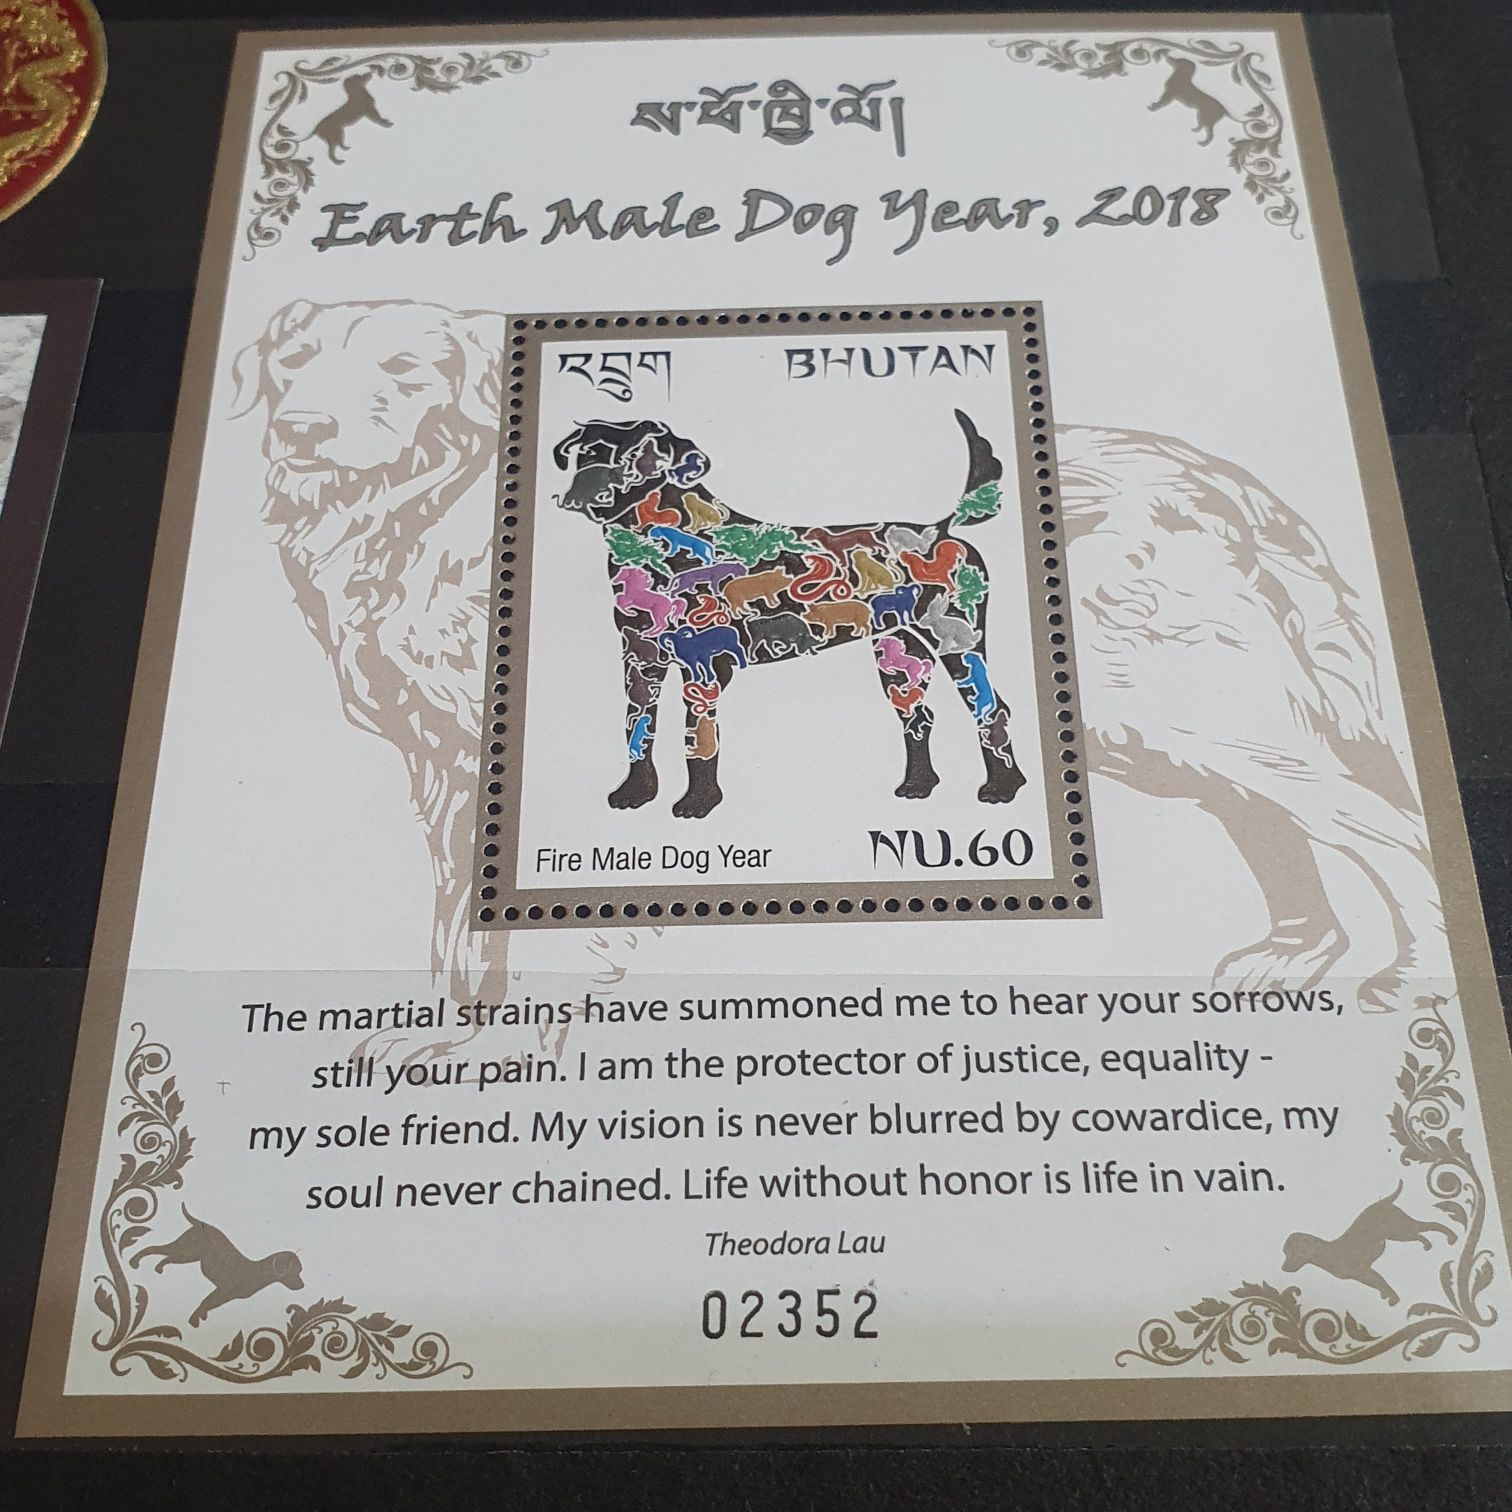 ས་ཕོ་ཁྱི་ལོ།
Earth Male Dog Year, 2018
འབྲུག BHUTAN
Fire Male Dog Year NU.60
The martial strains have summoned me to hear your sorrows,
still your pain. I am the protector of justice, equality -
my sole friend. My vision is never blurred by cowardice, my
soul never chained. Life without honor is life in vain.
Theodora Lau
02352